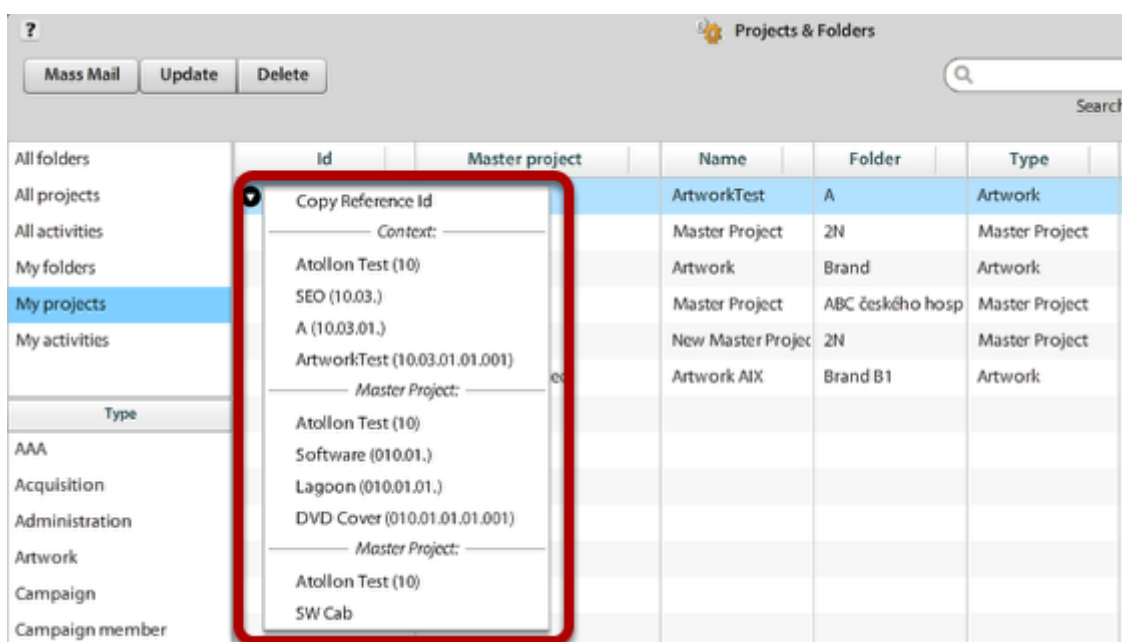 ?
Projects & Folders
Mass Mail Update Delete
Search
All folders
All projects
All activities
My folders
My projects
My activities
Type
AAA
Acquisition
Administration
Artwork
Campaign
Campaign member
Id Master project Name Folder Type
Copy Reference Id
Context:
Atollon Test (10)
SEO (10.03.)
A (10.03.01.)
ArtworkTest (10.03.01.01.001)
Master Project:
Atollon Test (10)
Software (010.01.)
Lagoon (010.01.01.)
DVD Cover (010.01.01.01.001)
Master Project:
Atollon Test (10)
SW Cab
ArtworkTest A Artwork
Master Project 2N Master Project
Artwork Brand Artwork
Master Project ABC českého hosp Master Project
New Master Projec 2N Master Project
Artwork AIX Brand B1 Artwork